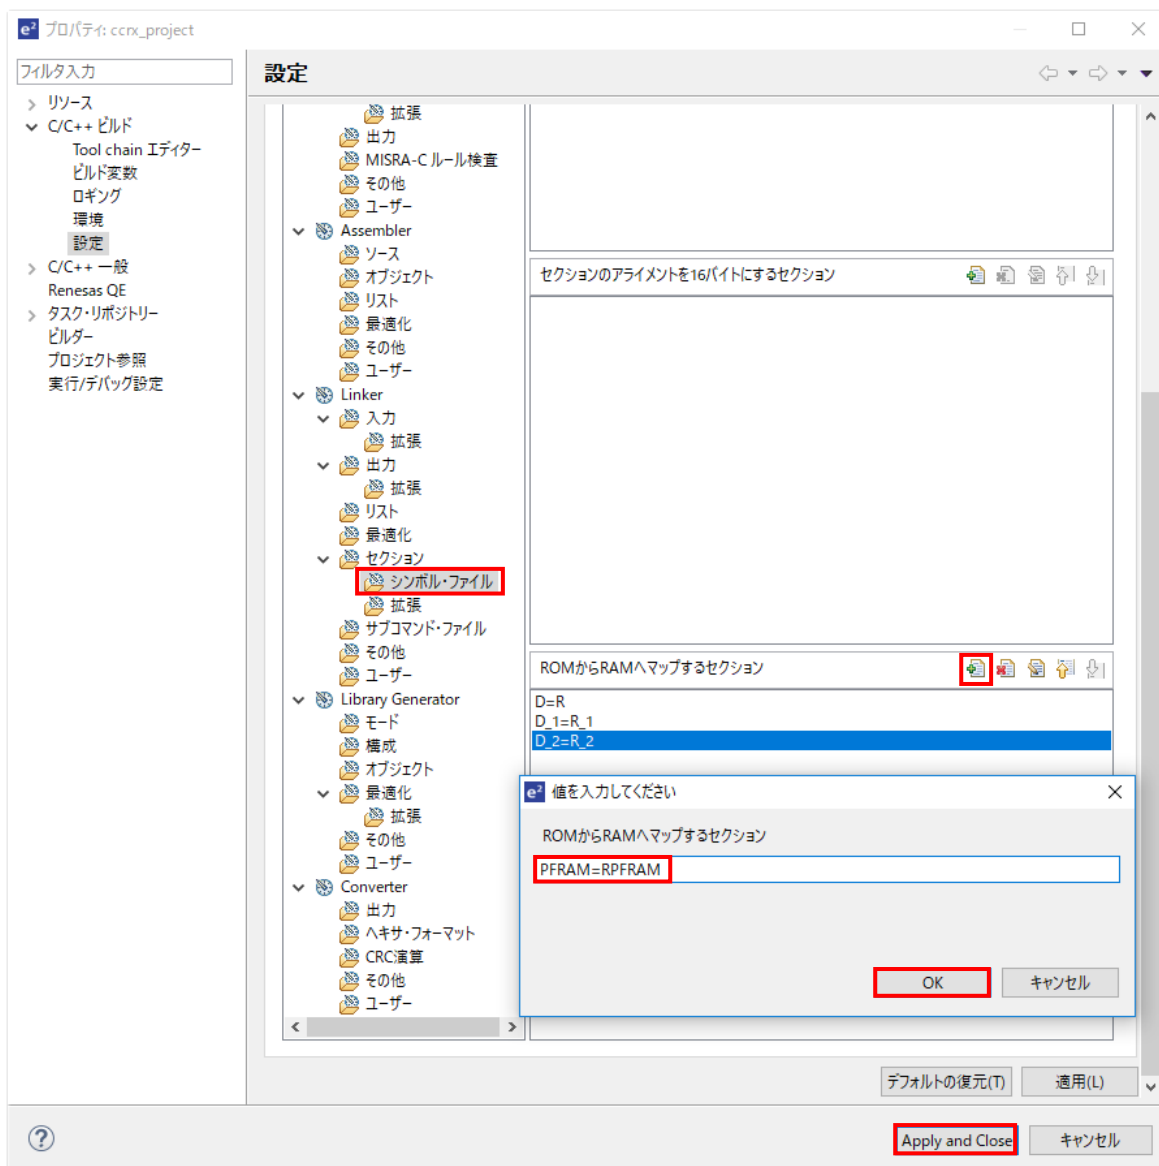 e² プロパティ: ccrx_project
フィルタ入力
設定
リソース
C/C++ ビルド
Tool chain エディター
ビルド変数
ロギング
環境
設定
C/C++ 一般
Renesas QE
タスク・リポジトリー
ビルダー
プロジェクト参照
実行/デバッグ設定
拡張
出力
MISRA-C ルール検査
その他
ユーザー
Assembler
ソース
オブジェクト
リスト
最適化
その他
ユーザー
Linker
入力
拡張
出力
拡張
リスト
最適化
セクション
シンボル・ファイル
拡張
サブコマンド・ファイル
その他
ユーザー
Library Generator
モード
構成
オブジェクト
最適化
拡張
その他
ユーザー
Converter
出力
ヘキサ・フォーマット
CRC演算
その他
ユーザー
セクションのアライメントを16バイトにするセクション
ROMからRAMへマップするセクション
D=R
D_1=R_1
D_2=R_2
e² 値を入力してください
ROMからRAMへマップするセクション
PFRAM=RPFRAM
OK キャンセル
デフォルトの復元(T) 適用(L)
? Apply and Close キャンセル